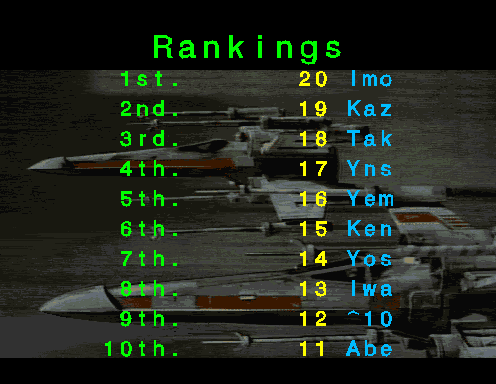 Rankings
1st. 20 Imo
2nd. 19 Kaz
3rd. 18 Tak
4th. 17 Yns
5th. 16 Yem
6th. 15 Ken
7th. 14 Yos
8th. 13 Iwa
9th. 12 ^10
10th. 11 Abe